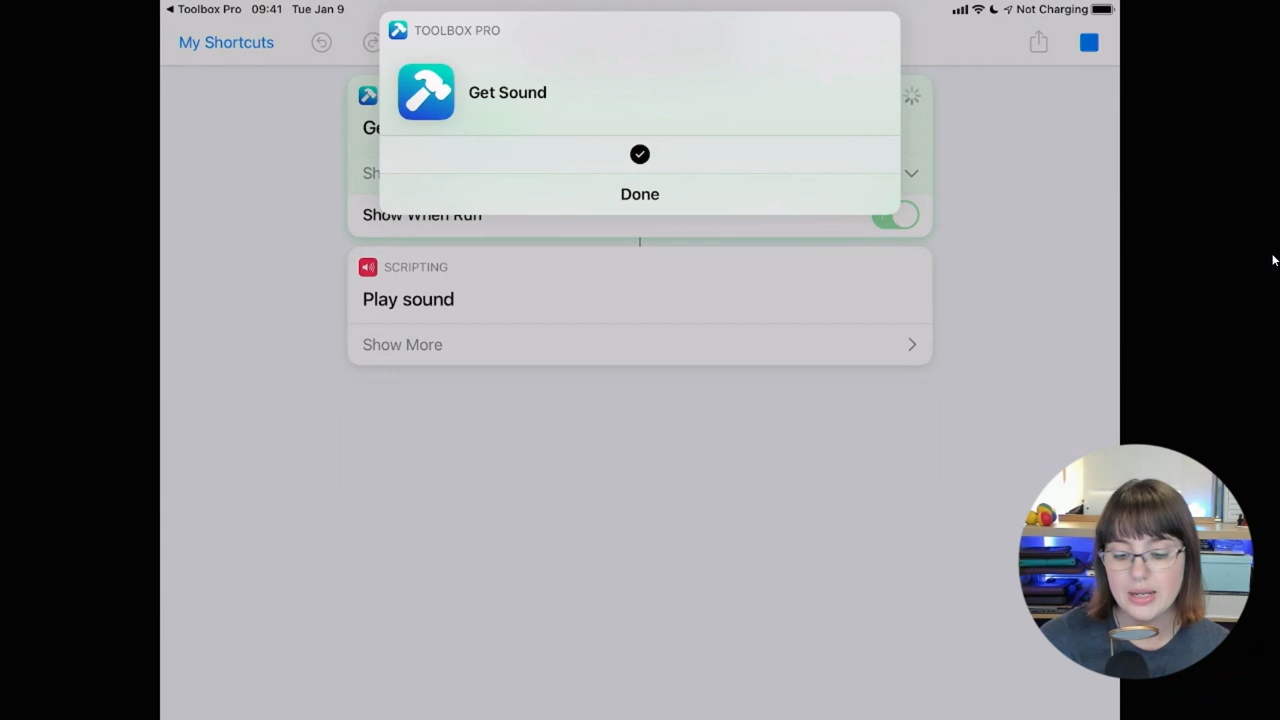 Toolbox Pro 09:41 Tue Jan 9 Not Charging
My Shortcuts
TOOLBOX PRO
Get Sound
Done
Show When Run
SCRIPTING
Play sound
Show More